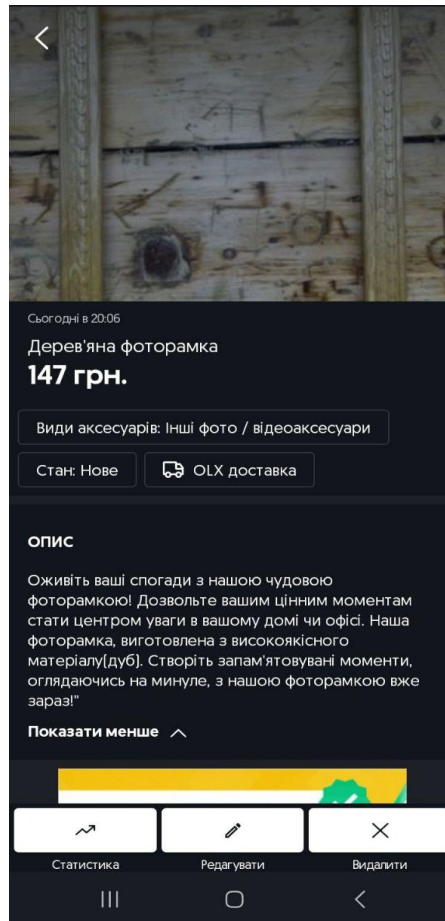 Сьогодні в 20:06
Дерев'яна фоторамка
147 грн.
Види аксесуарів: Інші фото / відеоаксесуари
Стан: Нове
OLX доставка
ОПИС
Оживіть ваші спогади з нашою чудовою
фоторамкою! Дозвольте вашим цінним моментам
стати центром уваги в вашому домі чи офісі. Наша
фоторамка, виготовлена з високоякісного
матеріалу(дуб). Створіть запам'ятовувані моменти,
оглядаючись на минуле, з нашою фоторамкою вже
зараз!"
Показати менше
Статистика
Редагувати
Видалити